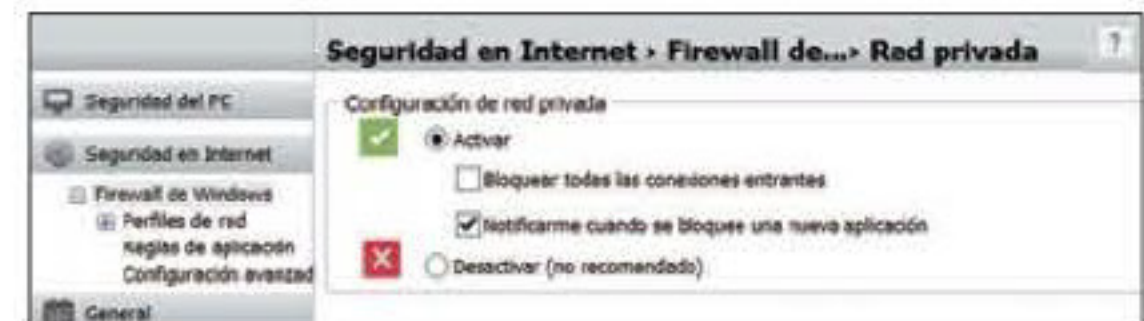 Seguridad en Internet › Firewall de...› Red privada
?
Seguridad del PC
Seguridad en Internet
Firewall de Windows
Perfiles de red
Reglas de aplicación
Configuración avanzad
General
Configuración de red privada
Activar
Bloquear todas las conexiones entrantes
Notificarme cuando se bloquee una nueva aplicación
Desactivar (no recomendado)